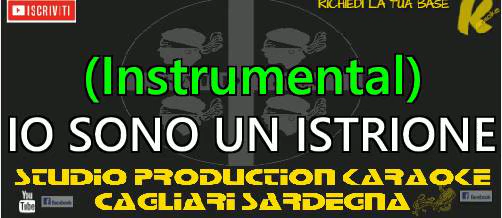 ISCRIVITI
RICHIEDI LA TUA BASE
(Instrumental)
IO SONO UN ISTRIONE
STUDIO PRODUCTION KARAOKE
CAGLIARI SARDEGNA
You Tube
facebook
facebook